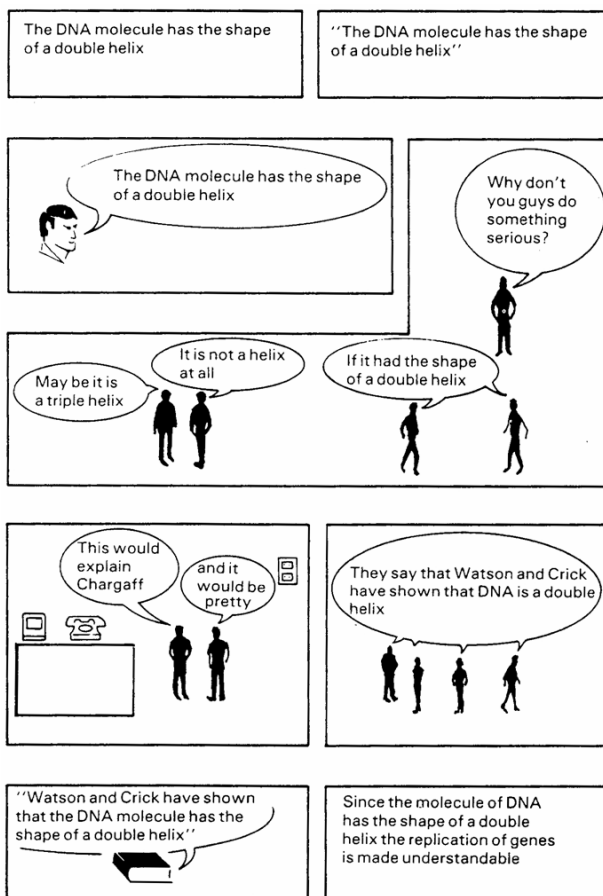 The DNA molecule has the shape
of a double helix
''The DNA molecule has the shape
of a double helix''
The DNA molecule has the shape
of a double helix
Why don't
you guys do
something
serious?
May be it is
a triple helix
It is not a helix
at all
If it had the shape
of a double helix
This would
explain
Chargaff
and it
would be
pretty
They say that Watson and Crick
have shown that DNA is a double
helix
''Watson and Crick have shown
that the DNA molecule has the
shape of a double helix''
Since the molecule of DNA
has the shape of a double
helix the replication of genes
is made understandable